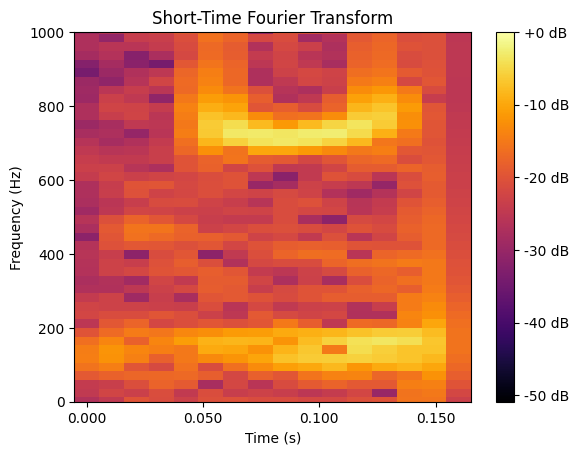 Short-Time Fourier Transform
1000
800
600
400
200
0
Frequency (Hz)
0.000
0.050
0.100
0.150
Time (s)
+0 dB
-10 dB
-20 dB
-30 dB
-40 dB
-50 dB